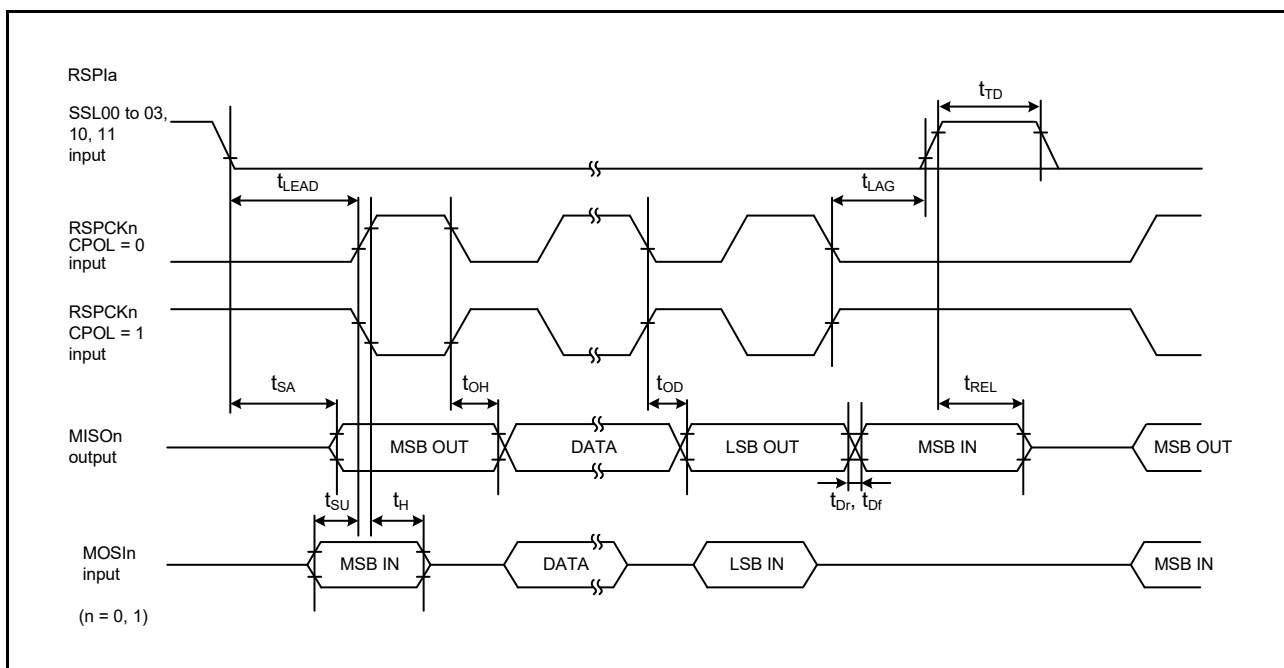 RSPIa
SSL00 to 03,
10, 11
input
tTD
tLEAD
tLAG
RSPCKn
CPOL = 0
input
RSPCKn
CPOL = 1
input
tSA
tOH
tOD
tREL
MISOn
output
MSB OUT
DATA
LSB OUT
MSB IN
MSB OUT
tDr, tDf
tSU
tH
MOSIn
input
MSB IN
DATA
LSB IN
MSB IN
(n = 0, 1)